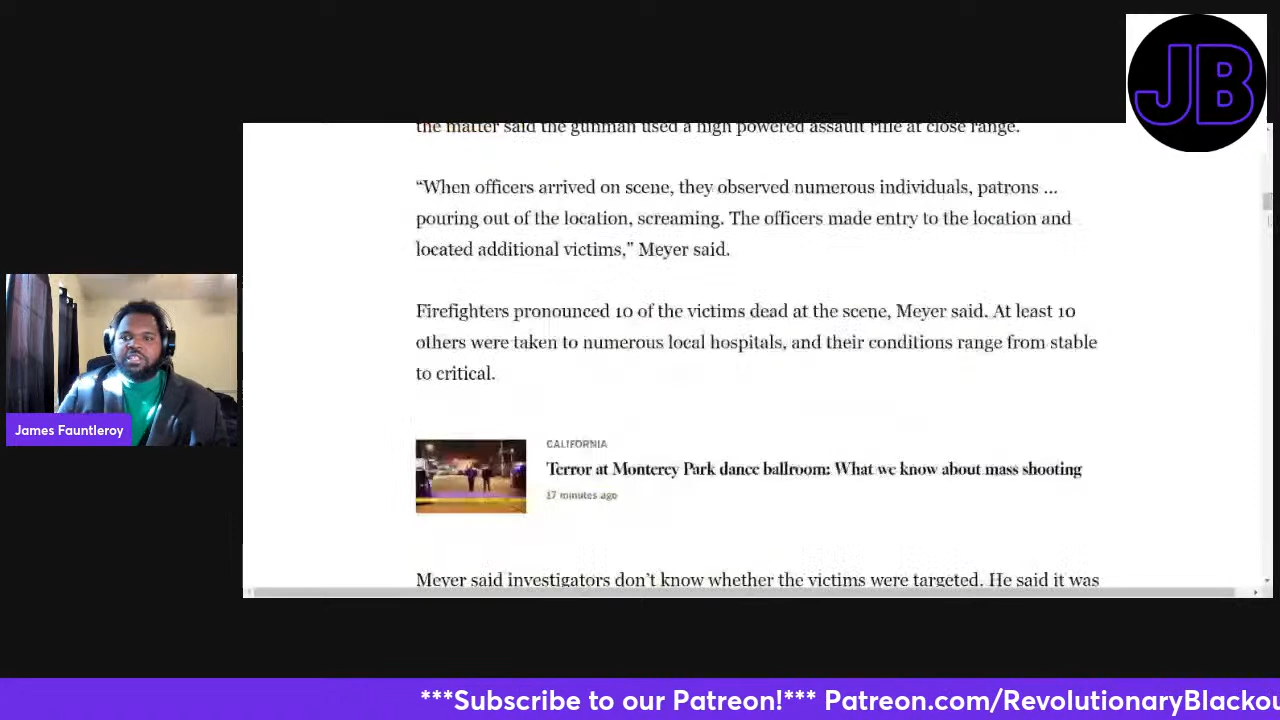 JB
the matter said the gunman used a high powered assault rifle at close range.
“When officers arrived on scene, they observed numerous individuals, patrons ...
pouring out of the location, screaming. The officers made entry to the location and
located additional victims,” Meyer said.
Firefighters pronounced 10 of the victims dead at the scene, Meyer said. At least 10
others were taken to numerous local hospitals, and their conditions range from stable
to critical.
CALIFORNIA
Terror at Monterey Park dance ballroom: What we know about mass shooting
17 minutes ago
James Fauntleroy
Meyer said investigators don’t know whether the victims were targeted. He said it was
***Subscribe to our Patreon!*** Patreon.com/RevolutionaryBlackou